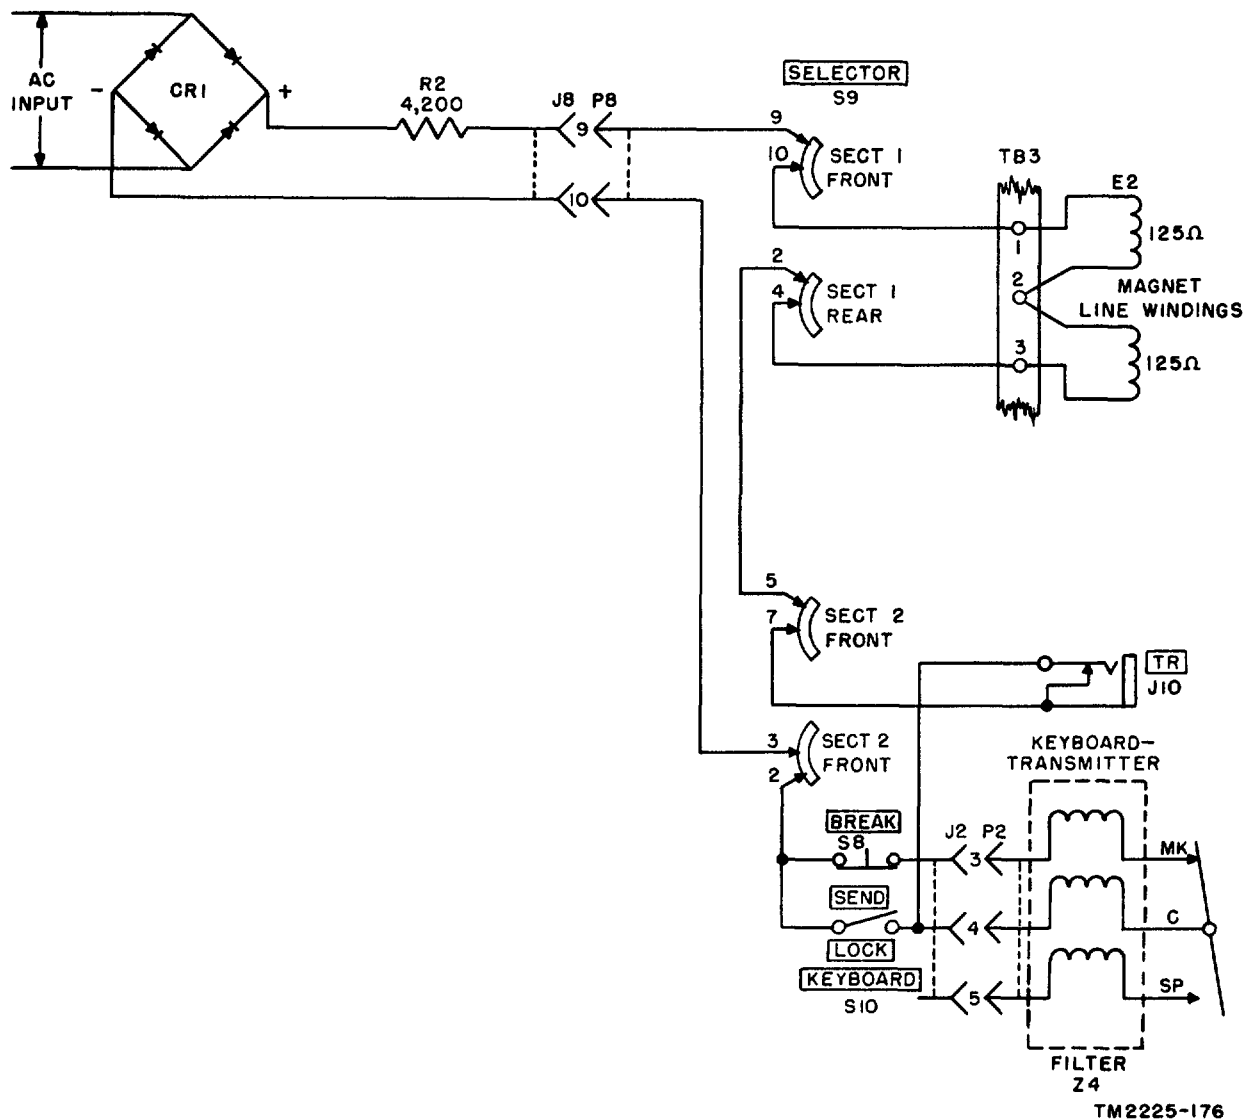 AC
INPUT
-
CR1
+
R2
4,200
J8 P8
9
10
SELECTOR
S9
9
10
SECT 1
FRONT
TB3
E2
1
125Ω
2
4
SECT 1
REAR
2
MAGNET
LINE WINDINGS
3
125Ω
5
7
SECT 2
FRONT
TR
J10
3
2
SECT 2
FRONT
KEYBOARD-
TRANSMITTER
BREAK
S8
J2 P2
3
MK
SEND
4
C
LOCK
KEYBOARD
S10
5
SP
FILTER
Z4
TM2225-176